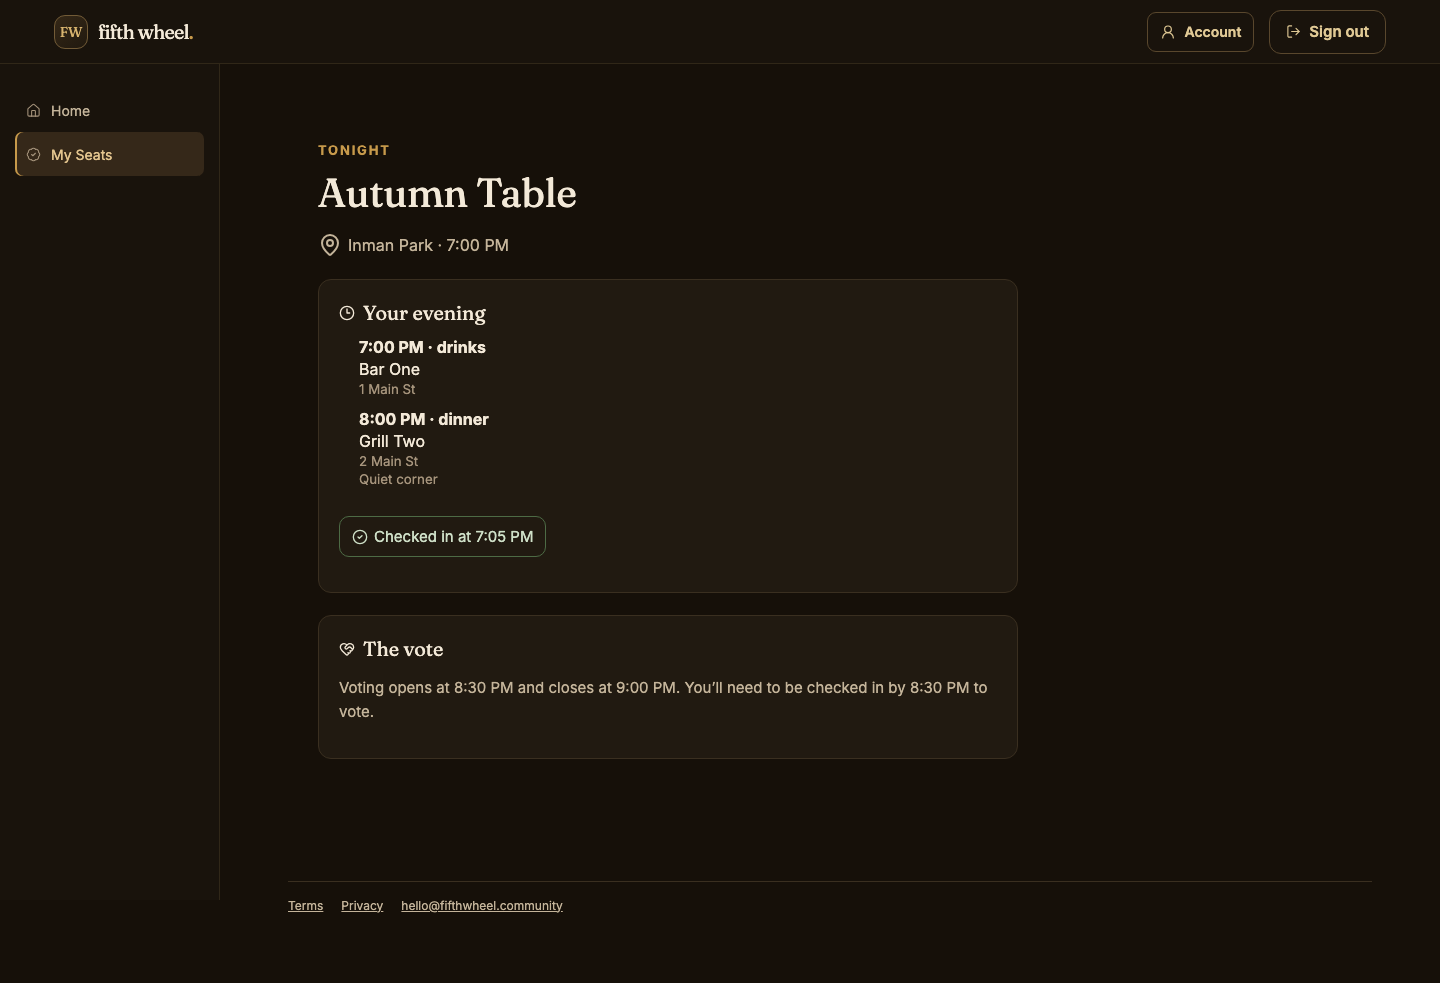 FW fifth wheel.
Account
Sign out
Home
My Seats
TONIGHT
Autumn Table
Inman Park · 7:00 PM
Your evening
7:00 PM · drinks
Bar One
1 Main St
8:00 PM · dinner
Grill Two
2 Main St
Quiet corner
Checked in at 7:05 PM
The vote
Voting opens at 8:30 PM and closes at 9:00 PM. You’ll need to be checked in by 8:30 PM to
vote.
Terms Privacy hello@fifthwheel.community